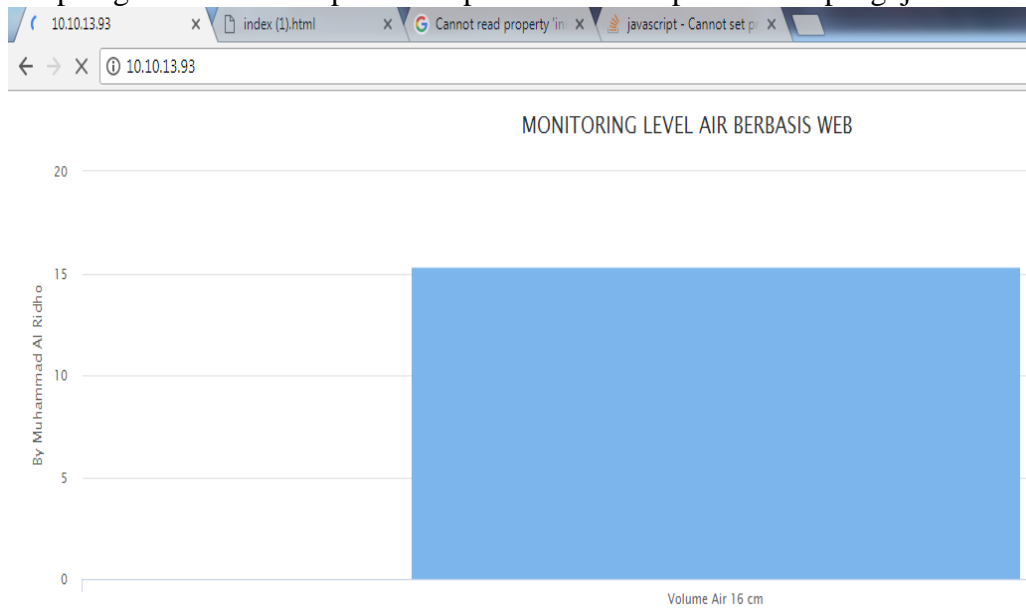 10.10.13.93
index (1).html
Cannot read property 'in
javascript - Cannot set pr
10.10.13.93
MONITORING LEVEL AIR BERBASIS WEB
20
15
10
5
0
By Muhammad Al Ridho
Volume Air 16 cm